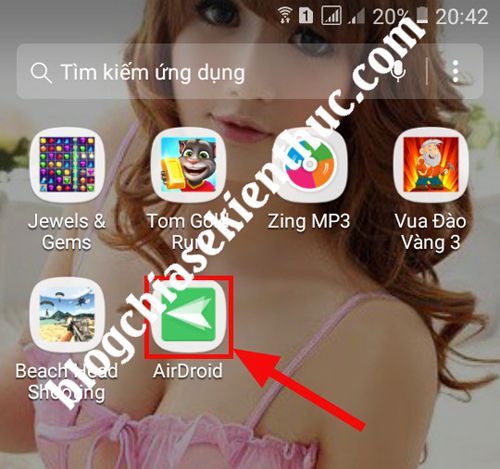 1 20% 20:42
Tìm kiếm ứng dụng
Jewels &
Gems
Tom Gold
Run
Zing MP3
Vua Đào
Vàng 3
Beach Head
Shooting
AirDroid
blogchiasekienthuc.com